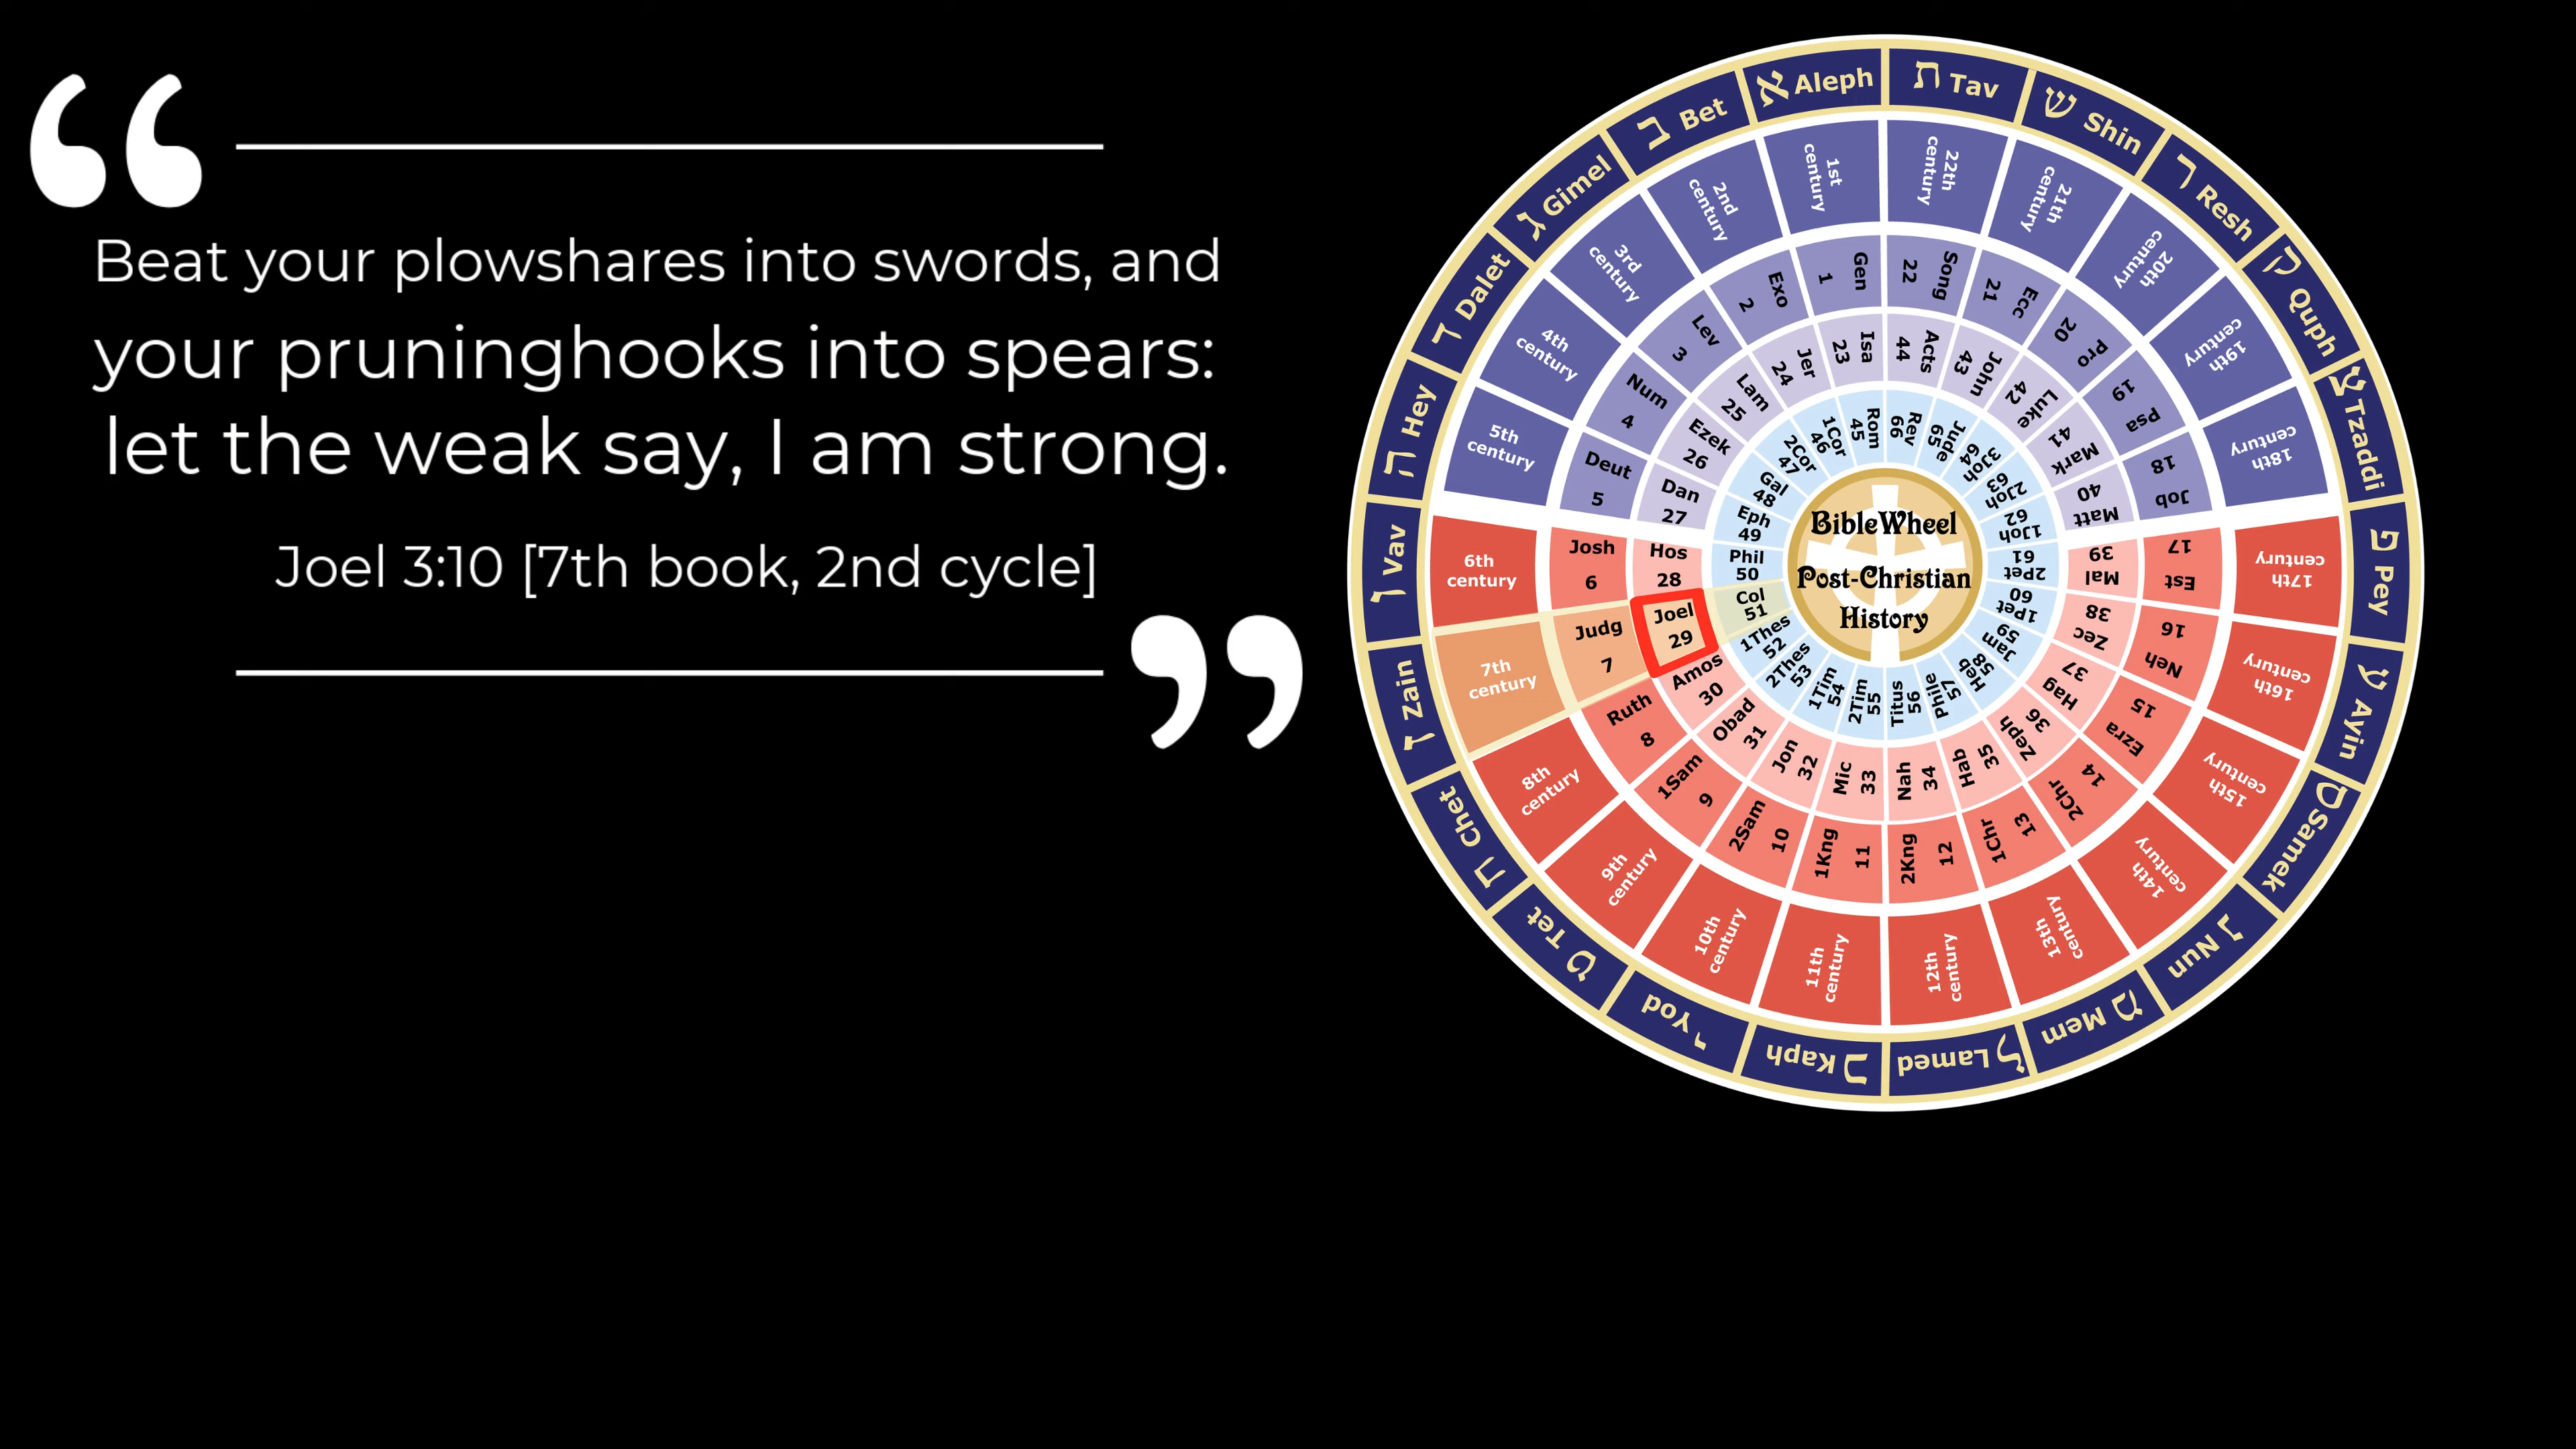 Beat your plowshares into swords, and
your pruninghooks into spears:
let the weak say, I am strong.
Joel 3:10 [7th book, 2nd cycle]
א Aleph
ב Bet
ג Gimel
ד Dalet
ה Hey
ו Vav
ז Zain
ח Chet
ט Tet
י Yod
כ Kaph
ל Lamed
מ Mem
נ Nun
ס Samek
ע Ayin
פ Pey
צ Tzaddi
ק Quph
ר Resh
ש Shin
ת Tav
1st
century
2nd
century
3rd
century
4th
century
5th
century
6th
century
7th
century
8th
century
9th
century
10th
century
11th
century
12th
century
13th
century
14th
century
15th
century
16th
century
17th
century
18th
century
19th
century
20th
century
21th
century
22th
century
Gen
1
Exo
2
Lev
3
Num
4
Deut
5
Josh
6
Judg
7
Ruth
8
1Sam
9
2Sam
10
1Kng
11
2Kng
12
1Chr
13
2Chr
14
Ezra
15
Neh
16
Est
17
Job
18
Psa
19
Pro
20
Ecc
21
Song
22
Isa
23
Jer
24
Lam
25
Ezek
26
Dan
27
Hos
28
Joel
29
Amos
30
Obad
31
Jon
32
Mic
33
Nah
34
Hab
35
Zeph
36
Hag
37
Zec
38
Mal
39
Matt
40
Mark
41
Luke
42
John
43
Acts
44
Rom
45
1Cor
46
2Cor
47
Gal
48
Eph
49
Phil
50
Col
51
1Thes
52
2Thes
53
1Tim
54
2Tim
55
Titus
56
Phile
57
Heb
58
Jam
59
1Pet
60
2Pet
61
1Joh
62
2Joh
63
3Joh
64
Jude
65
Rev
66
BibleWheel
Post-Christian
History